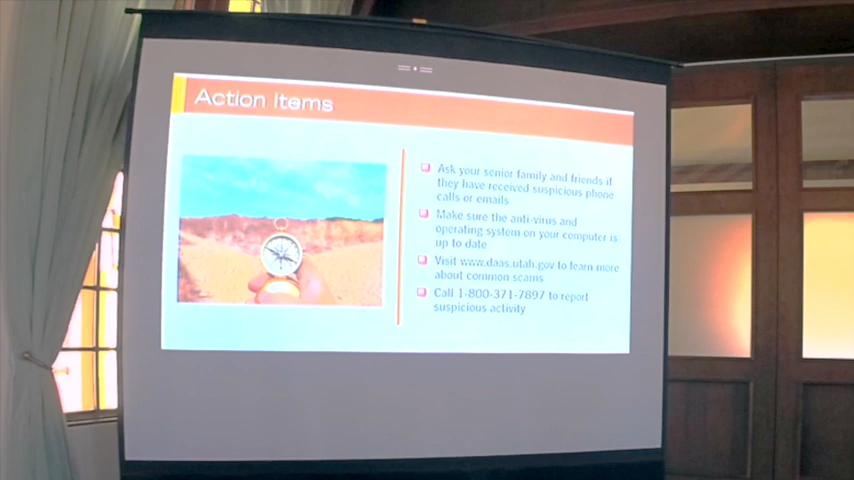 Action Items
Ask your senior family and friends if
they have received suspicious phone
calls or emails
Make sure the anti-virus and
operating system on your computer is
up to date
Visit www.daas.utah.gov to learn more
about common scams
Call 1-800-371-7897 to report
suspicious activity